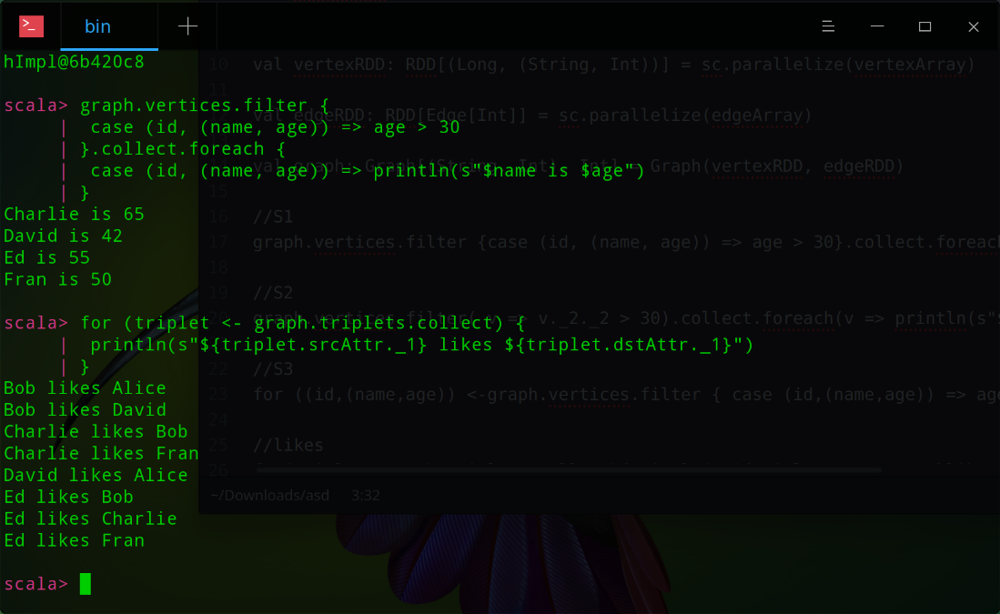 >_ bin
hImpl@6b420c8
scala> graph.vertices.filter {
| case (id, (name, age)) => age > 30
| }.collect.foreach {
| case (id, (name, age)) => println(s"$name is $age")
| }
Charlie is 65
David is 42
Ed is 55
Fran is 50
scala> for (triplet <- graph.triplets.collect) {
| println(s"${triplet.srcAttr._1} likes ${triplet.dstAttr._1}")
| }
Bob likes Alice
Bob likes David
Charlie likes Bob
Charlie likes Fran
David likes Alice
Ed likes Bob
Ed likes Charlie
Ed likes Fran
scala>
10 val vertexRDD: RDD[(Long, (String, Int))] = sc.parallelize(vertexArray)
11
val edgeRDD: RDD[Edge[Int]] = sc.parallelize(edgeArray)
val graph: Graph[(String, Int), Int] = Graph(vertexRDD, edgeRDD)
15
16 //S1
17 graph.vertices.filter {case (id, (name, age)) => age > 30}.collect.foreach
18
19 //S2
graph.vertices.filter( v => v._2._2 > 30).collect.foreach(v => println(s"
22 //S3
23 for ((id,(name,age)) <-graph.vertices.filter { case (id,(name,age)) => age
24
25 //likes
26
~/Downloads/asd 3:32